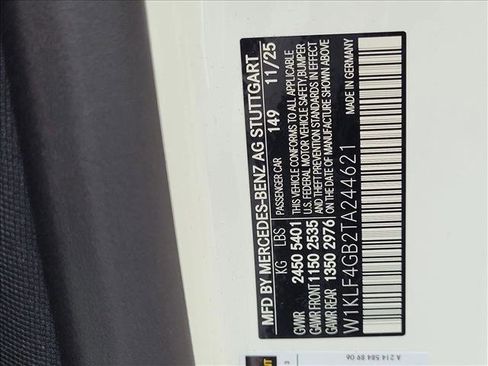 MFD BY MERCEDES-BENZ AG STUTTGART
KG LBS PASSENGER CAR 149 11/25
GVWR 2450 5401 THIS VEHICLE CONFORMS TO ALL APPLICABLE
U.S. FEDERAL MOTOR VEHICLE SAFETY, BUMPER
GAWR FRONT 1150 2535 AND THEFT PREVENTION STANDARDS IN EFFECT
GAWR REAR 1350 2976 ON THE DATE OF MANUFACTURE SHOWN ABOVE
W1KLF4GB2TA244621 MADE IN GERMANY
A 214 584 89 06